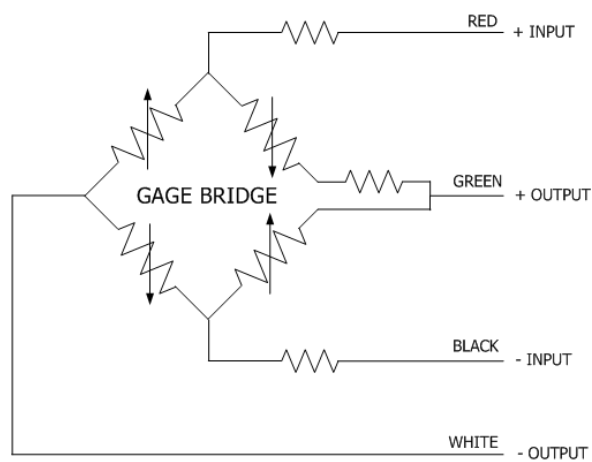 RED + INPUT
GAGE BRIDGE
GREEN + OUTPUT
BLACK - INPUT
WHITE - OUTPUT